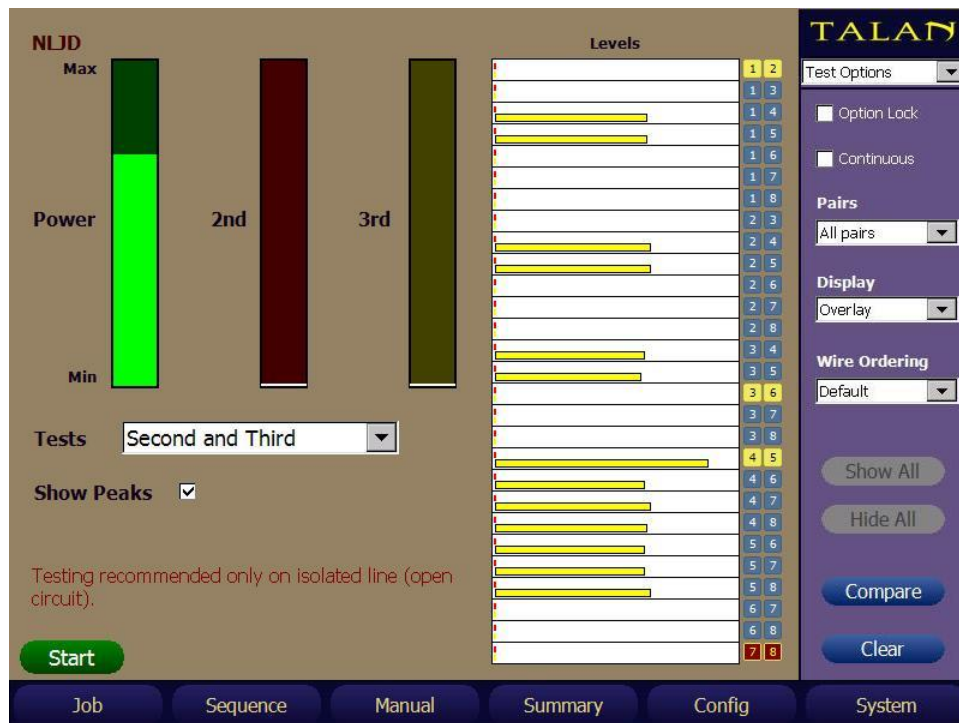 NLJD
Max
Power
Min
2nd
3rd
Tests
Second and Third
Show Peaks
Testing recommended only on isolated line (open
circuit).
Start
Levels
1 2
1 3
1 4
1 5
1 6
1 7
1 8
2 3
2 4
2 5
2 6
2 7
2 8
3 4
3 5
3 6
3 7
3 8
4 5
4 6
4 7
4 8
5 6
5 7
5 8
6 7
6 8
7 8
TALAN
Test Options
Option Lock
Continuous
Pairs
All pairs
Display
Overlay
Wire Ordering
Default
Show All
Hide All
Compare
Clear
Job
Sequence
Manual
Summary
Config
System